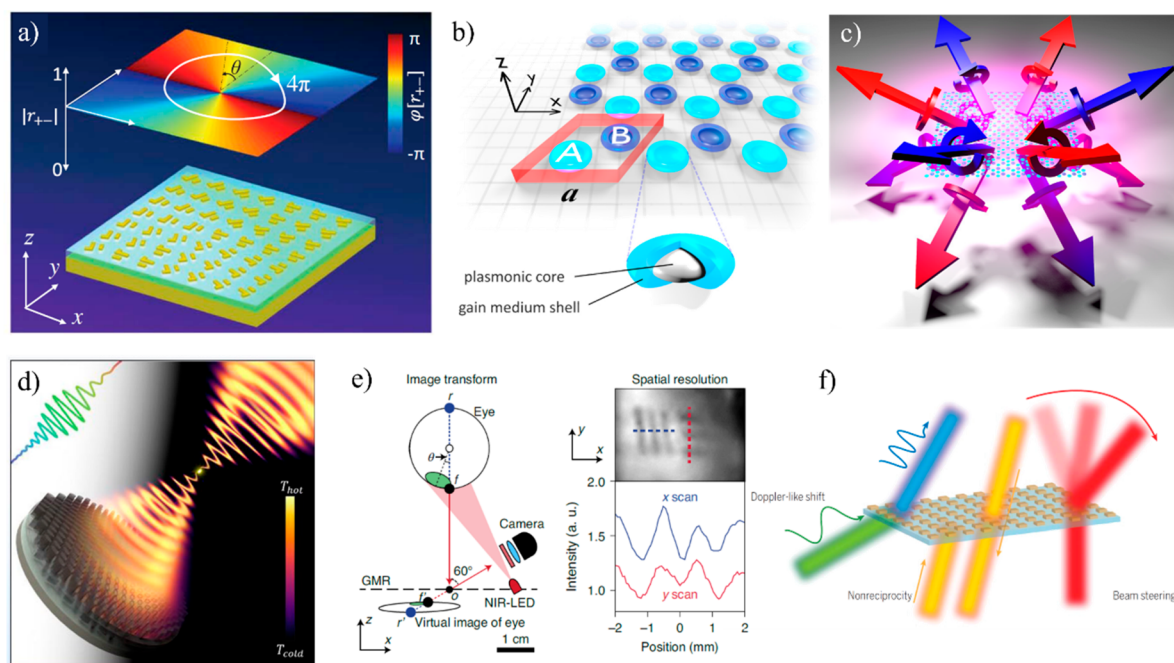 a)
π
θ
4π
1
|r₊₋|
φ[r₊₋]
0
-π
z
y
x
b)
z
y
x
A
B
a
plasmonic core
gain medium shell
c)
d)
T_hot
T_cold
e)
Image transform
r
Eye
θ
f
Camera
60°
GMR
o
f'
NIR-LED
r'
Virtual image of eye
z
x
1 cm
Spatial resolution
y
x
2.0
x scan
1.5
Intensity (a. u.)
1.0
y scan
−2 −1 0 1 2
Position (mm)
f)
Doppler-like shift
Nonreciprocity
Beam steering